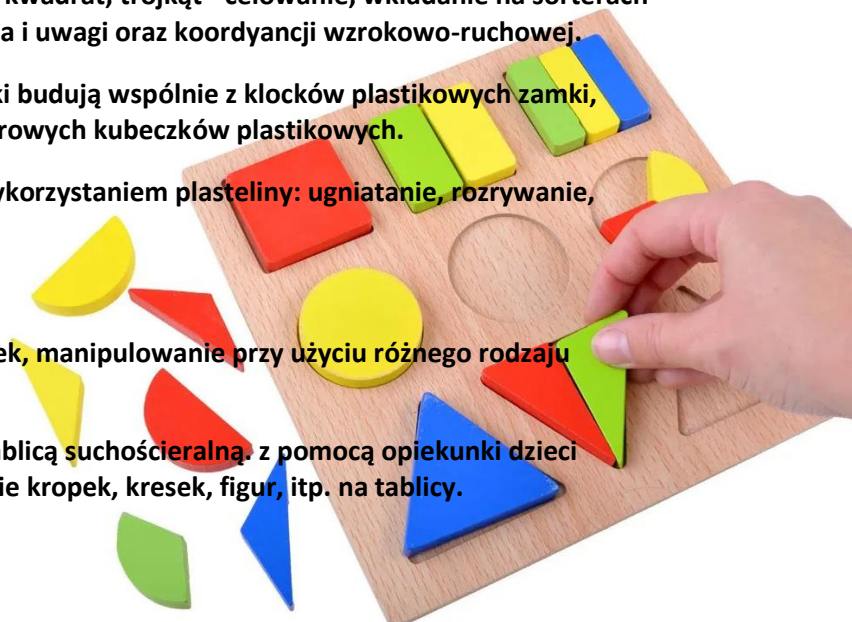 kwadrat, trójkąt - celowanie, wkładanie na sorterach
a i uwagi oraz koordyancji wzrokowo-ruchowej.
ki budują wspólnie z klocków plastikowych zamki,
rowych kubeczków plastikowych.
ykorzystaniem plasteliny: ugniatanie, rozrywanie,
ek, manipulowanie przy użyciu różnego rodzaju
ablicą suchościeralną. z pomocą opiekunki dzieci
ie kropek, kresek, figur, itp. na tablicy.